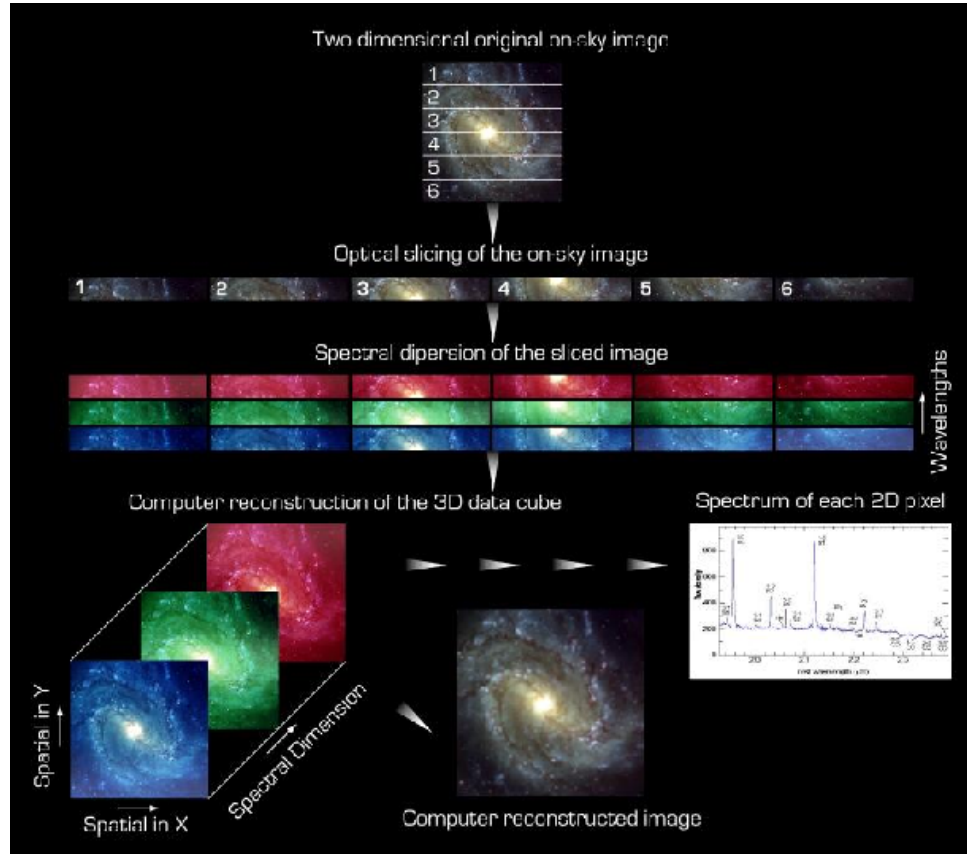 Two dimensional original on-sky image
1
2
3
4
5
6
Optical slicing of the on-sky image
1 2 3 4 5 6
Spectral dipersion of the sliced image
Wavelengths
Computer reconstruction of the 3D data cube
Spectrum of each 2D pixel
Spatial in Y
Spatial in X
Spectral Dimension
Computer reconstructed image